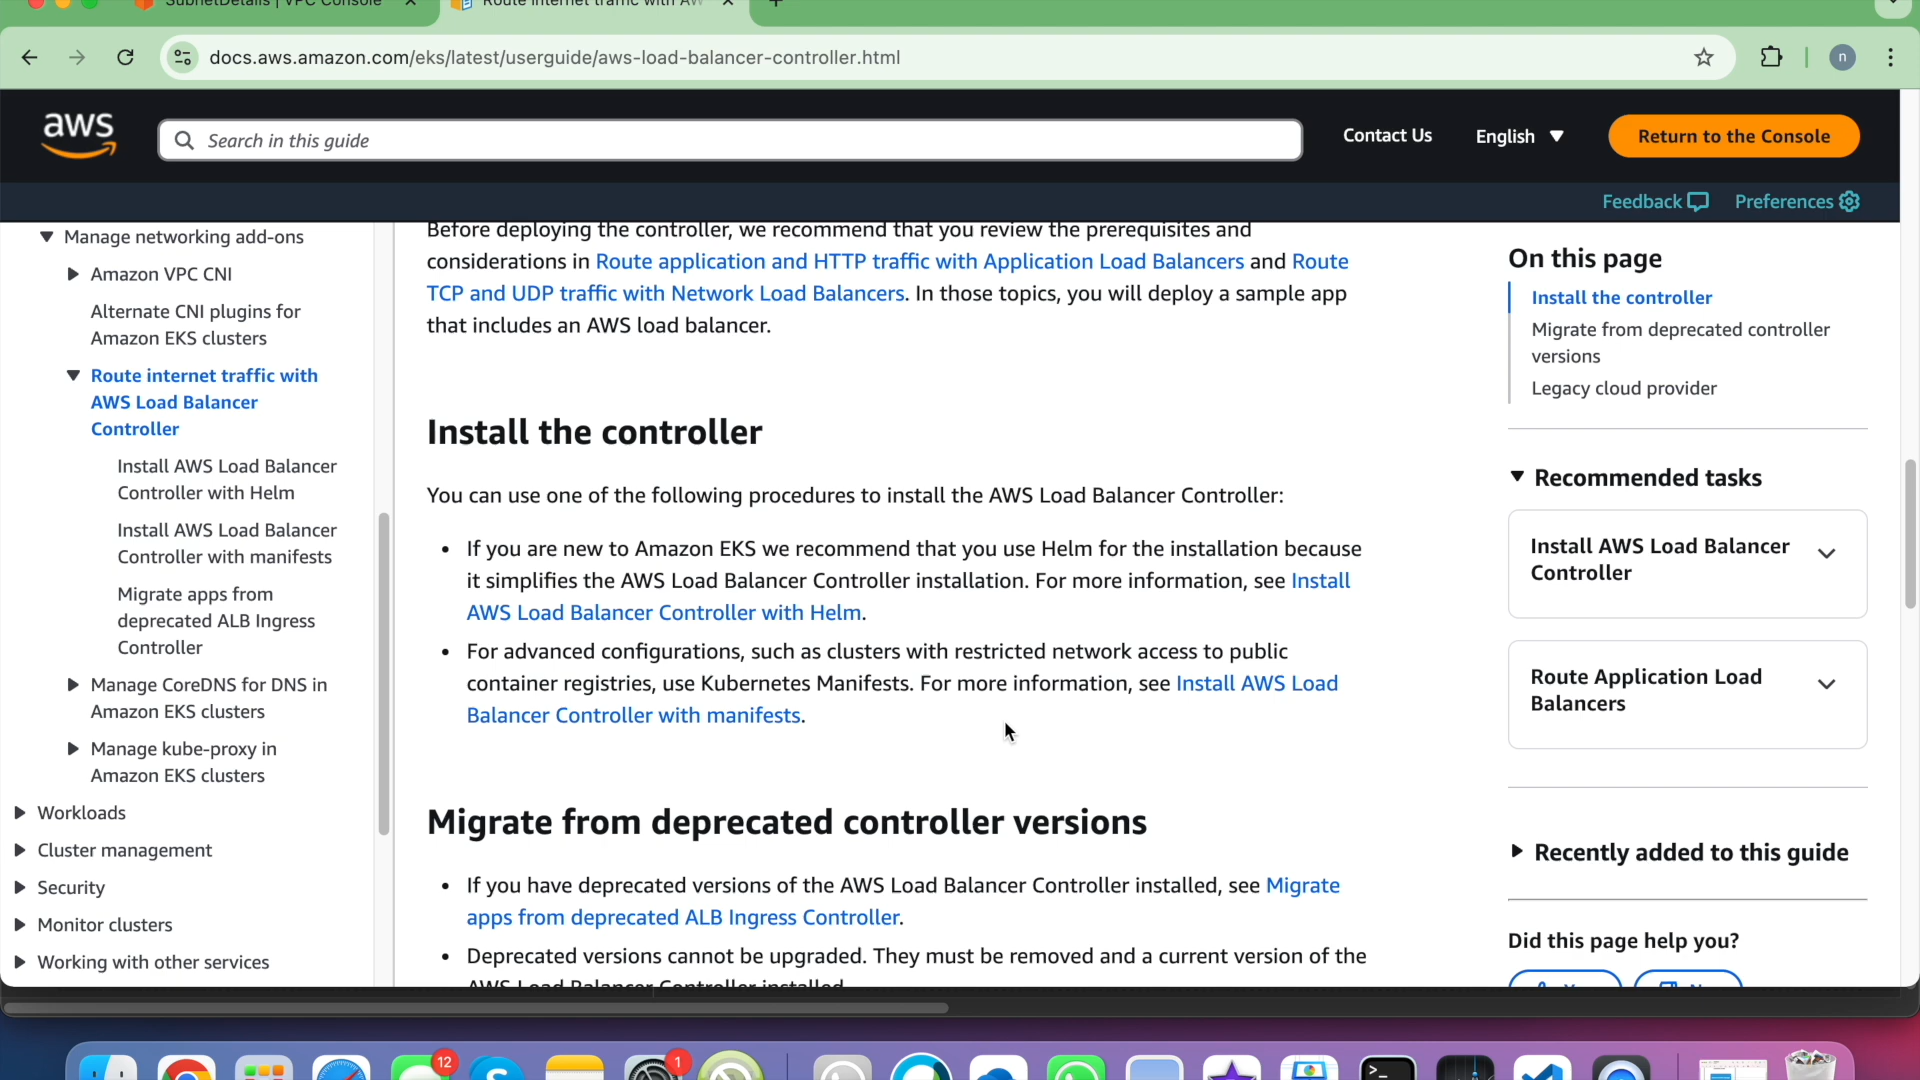 SubnetDetails | VPC Console
Route internet traffic with AW
docs.aws.amazon.com/eks/latest/userguide/aws-load-balancer-controller.html
n
aws
Search in this guide
Contact Us
English
Return to the Console
Feedback
Preferences
Manage networking add-ons
Amazon VPC CNI
Alternate CNI plugins for
Amazon EKS clusters
Route internet traffic with
AWS Load Balancer
Controller
Install AWS Load Balancer
Controller with Helm
Install AWS Load Balancer
Controller with manifests
Migrate apps from
deprecated ALB Ingress
Controller
Manage CoreDNS for DNS in
Amazon EKS clusters
Manage kube-proxy in
Amazon EKS clusters
Workloads
Cluster management
Security
Monitor clusters
Working with other services
Before deploying the controller, we recommend that you review the prerequisites and
considerations in Route application and HTTP traffic with Application Load Balancers and Route
TCP and UDP traffic with Network Load Balancers. In those topics, you will deploy a sample app
that includes an AWS load balancer.
Install the controller
You can use one of the following procedures to install the AWS Load Balancer Controller:
• If you are new to Amazon EKS we recommend that you use Helm for the installation because
it simplifies the AWS Load Balancer Controller installation. For more information, see Install
AWS Load Balancer Controller with Helm.
• For advanced configurations, such as clusters with restricted network access to public
container registries, use Kubernetes Manifests. For more information, see Install AWS Load
Balancer Controller with manifests.
Migrate from deprecated controller versions
• If you have deprecated versions of the AWS Load Balancer Controller installed, see Migrate
apps from deprecated ALB Ingress Controller.
• Deprecated versions cannot be upgraded. They must be removed and a current version of the
AWS Load Balancer Controller installed.
On this page
Install the controller
Migrate from deprecated controller
versions
Legacy cloud provider
Recommended tasks
Install AWS Load Balancer
Controller
Route Application Load
Balancers
Recently added to this guide
Did this page help you?
12
1